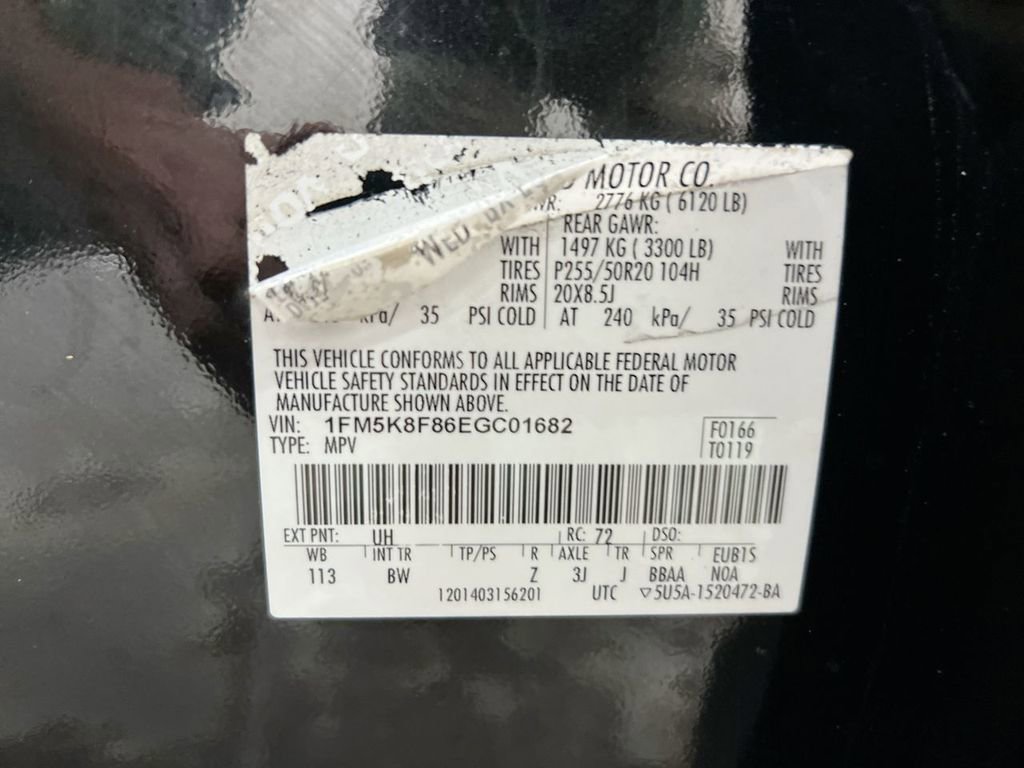 MOTOR CO.
2776 KG ( 6120 LB)
REAR GAWR:
WITH 1497 KG ( 3300 LB) WITH
TIRES P255/50R20 104H TIRES
RIMS 20X8.5J RIMS
kPa/ 35 PSI COLD AT 240 kPa/ 35 PSI COLD
THIS VEHICLE CONFORMS TO ALL APPLICABLE FEDERAL MOTOR
VEHICLE SAFETY STANDARDS IN EFFECT ON THE DATE OF
MANUFACTURE SHOWN ABOVE.
VIN: 1FM5K8F86EGC01682 F0166
TYPE: MPV T0119
EXT PNT: UH RC: 72 DSO:
WB INT TR TP/PS R AXLE TR SPR EUB1S
113 BW Z 3J J BBAA NOA
1201403156201 UTC ▽5U5A-1520472-BA